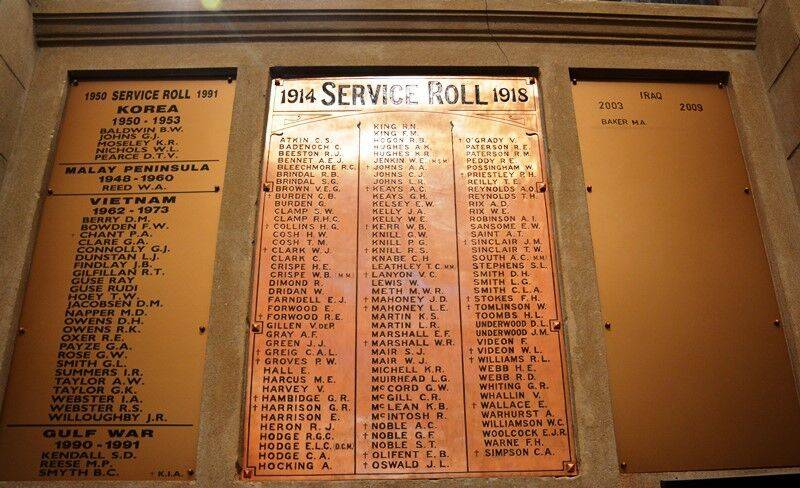 1950 SERVICE ROLL 1991
KOREA
1950 - 1953
BALDWIN B.W.
JOHNS G.J.
MOSELEY K.R.
NICHOLS W.L.
PEARCE D.T.V.
MALAY PENINSULA
1948 - 1960
REED W.A.
VIETNAM
1962 - 1973
BERRY D.M.
BOWDEN F.W.
† CHANT P.A.
CLARE G.A.
CONNOLLY G.J.
DUNSTAN L.J.
FINDLAY J.B.
GILFILLAN R.T.
GUSE RAY
GUSE RUDI
HOEY T.W.
JACOBSEN D.M.
NAPPER M.D.
OWENS D.H.
OWENS R.K.
OXER R.E.
PAYZE G.A.
ROSE G.W.
SMITH G.L.
SUMMERS I.R.
TAYLOR A.W.
TAYLOR G.K.
WEBSTER I.A.
WEBSTER R.S.
WILLOUGHBY J.R.
GULF WAR
1990 - 1991
KENDALL S.D.
REESE M.P.
SMYTH B.C.
† K.I.A.
1914 SERVICE ROLL 1918
ATKIN C.S.
BADENOCH C.
BEESTON R.J.
BENNET A.E.J.
BLEECHMORE R.C.
BRINDAL R.B.
BRINDAL S.G.
BROWN V.E.G.
† BURDEN C.B.
BURDEN G.
CLAMP S.W.
CLAMP R.H.C.
† COLLINS H.G.
COSH H.W.
COSH T.M.
† CLARK W.J.
CLARK C.
CRISPE H.E.
CRISPE W.B. M.M.
DIMOND R.
DRIDAN W.
FARNDELL E.J.
FORWOOD E.
† FORWOOD R.E.
GILLEN V. DE P.
GRAY A.F.
GREEN J.J.
† GREIG C.A.L.
† GROVES P.W.
HALL E.
HARCUS M.E.
HARVEY V.
† HAMBIDGE G.R.
† HARRISON G.R.
HARRISON E.
HERON R.J.
HODGE R.G.C.
HODGE E.L.C. D.C.M.
HODGE C.A.
† HOCKING A.
KING R.N.
KING F.M.
HOGON R.B.
HUGHES A.K.
HUGHES K.R.
JENKIN W.E. M.S.M.
† JOHNS A.A.
JOHNS C.J.
JOHNS L.N.
† KEAYS A.C.
KEAYS G.H.
KELSEY E.W.
KELLY J.A.
KELLY W.E.
† KERR W.B.
† KNILL G.W.
KNILL P.G.
† KNILL R.S.
KNABE C.H.
LEATHLEY T.C. M.M.
† LANYON V.C.
LEWIS W.
METH M.W.R.
† MAHONEY J.D.
† MAHONEY L.E.
MARTIN K.S.
MARTIN L.R.
MARSHALL E.F.
† MARSHALL W.R.
MAIR S.J.
MAIR W.J.
MICHELL K.R.
MUIRHEAD L.G.
MCCORD G.W.
† MCGILL C.R.
† MCLEAN K.B.
MCINTOSH R.
† NOBLE A.C.
† NOBLE G.F.
NOBLE S.T.
† OLIFENT E.B.
† OSWALD J.L.
† O'GRADY V.
PATERSON R.E.
PATERSON R.M.
PEDDY R.E.
POSSINGHAM W.
† PRIESTLEY P.H.
REILLY T.E.
REYNOLDS A.O.
REYNOLDS T.H.
RIX A.D.
RIX W.E.
ROBINSON A.I.
SANSOME E.W.
SAINT A.T.
† SINCLAIR J.M.
SINCLAIR T.W.
SOUTH A.C. M.M.
STEPHENS S.L.
SMITH D.H.
SMITH L.G.
SMITH C.L.A.
† STOKES F.H.
† TOMLINSON W.
TOOMBS H.L.
UNDERWOOD D.L.
UNDERWOOD J.M.
VIDEON F.
† VIDEON W.L.
† WILLIAMS R.L.
WEBB H.E.
WEBB R.D.
WHITING G.R.
WHALLIN V.
† WALLACE E.
WARHURST A.
WILLIAMSON W.C.
WOOLCOCK E.J.R.
WARNE F.H.
† SIMPSON C.A.
IRAQ
2003 2009
BAKER M.A.